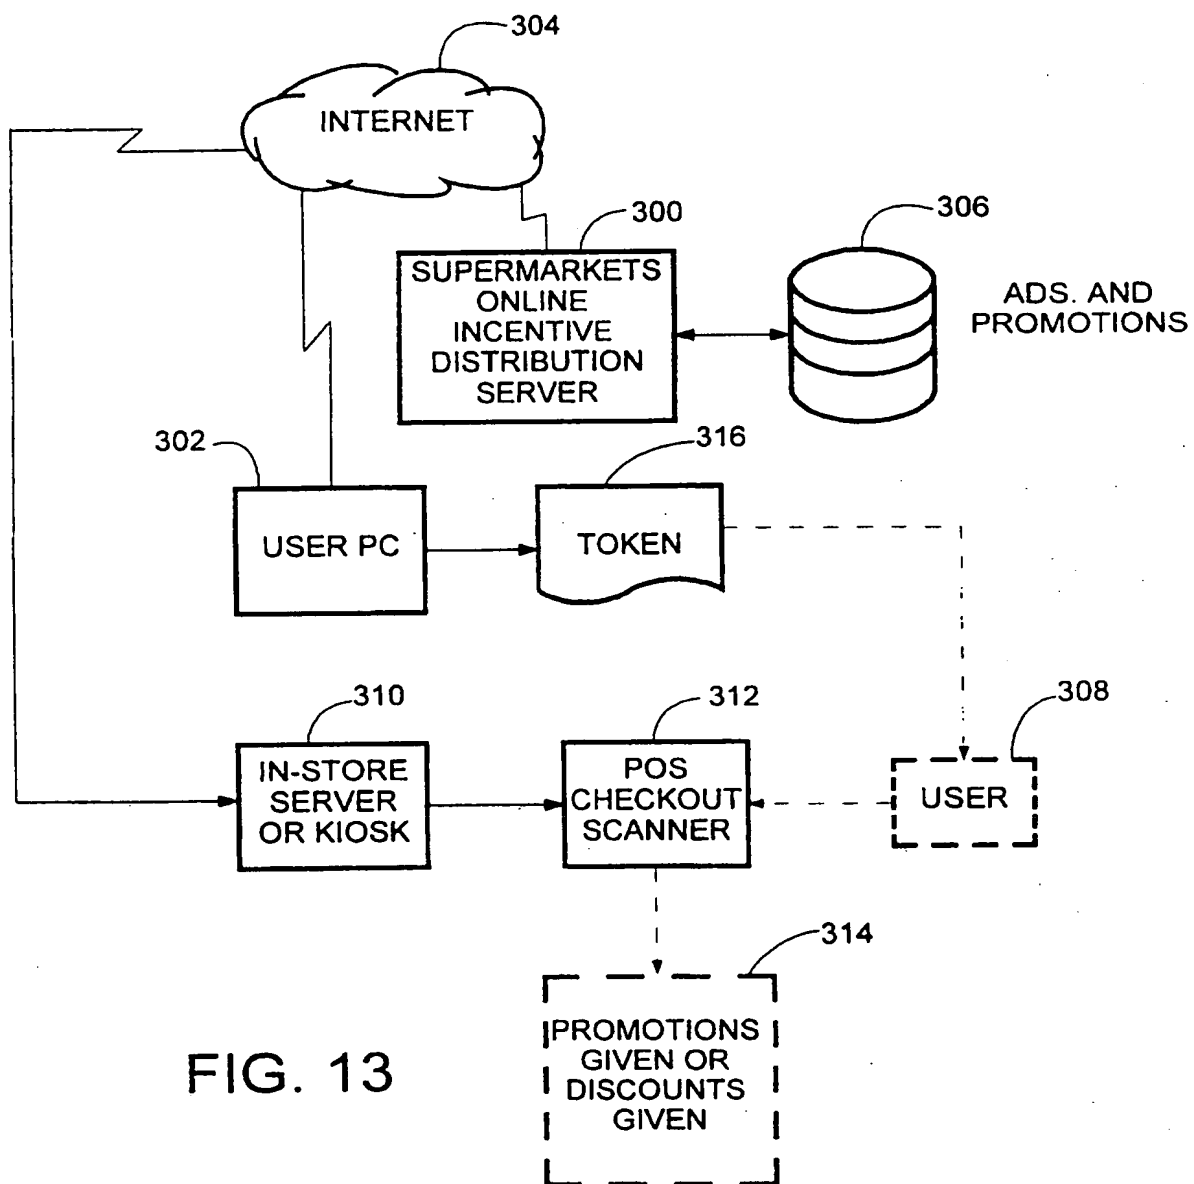 304
INTERNET
300
306
SUPERMARKETS
ONLINE
INCENTIVE
DISTRIBUTION
SERVER
ADS. AND
PROMOTIONS
302
316
USER PC
TOKEN
310
312
308
IN-STORE
SERVER
OR KIOSK
POS
CHECKOUT
SCANNER
USER
314
PROMOTIONS
GIVEN OR
DISCOUNTS
GIVEN
FIG. 13